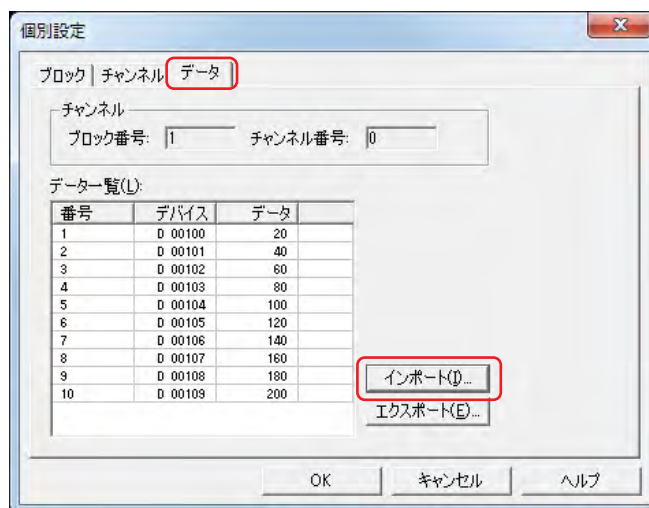 個別設定
ブロック チャンネル データ
チャンネル
ブロック番号: 1 チャンネル番号: 0
データ一覧(L):
番号 デバイス データ
1 D 00100 20
2 D 00101 40
3 D 00102 60
4 D 00103 80
5 D 00104 100
6 D 00105 120
7 D 00106 140
8 D 00107 160
9 D 00108 180
10 D 00109 200
インポート(I)...
エクスポート(E)...
OK キャンセル ヘルプ